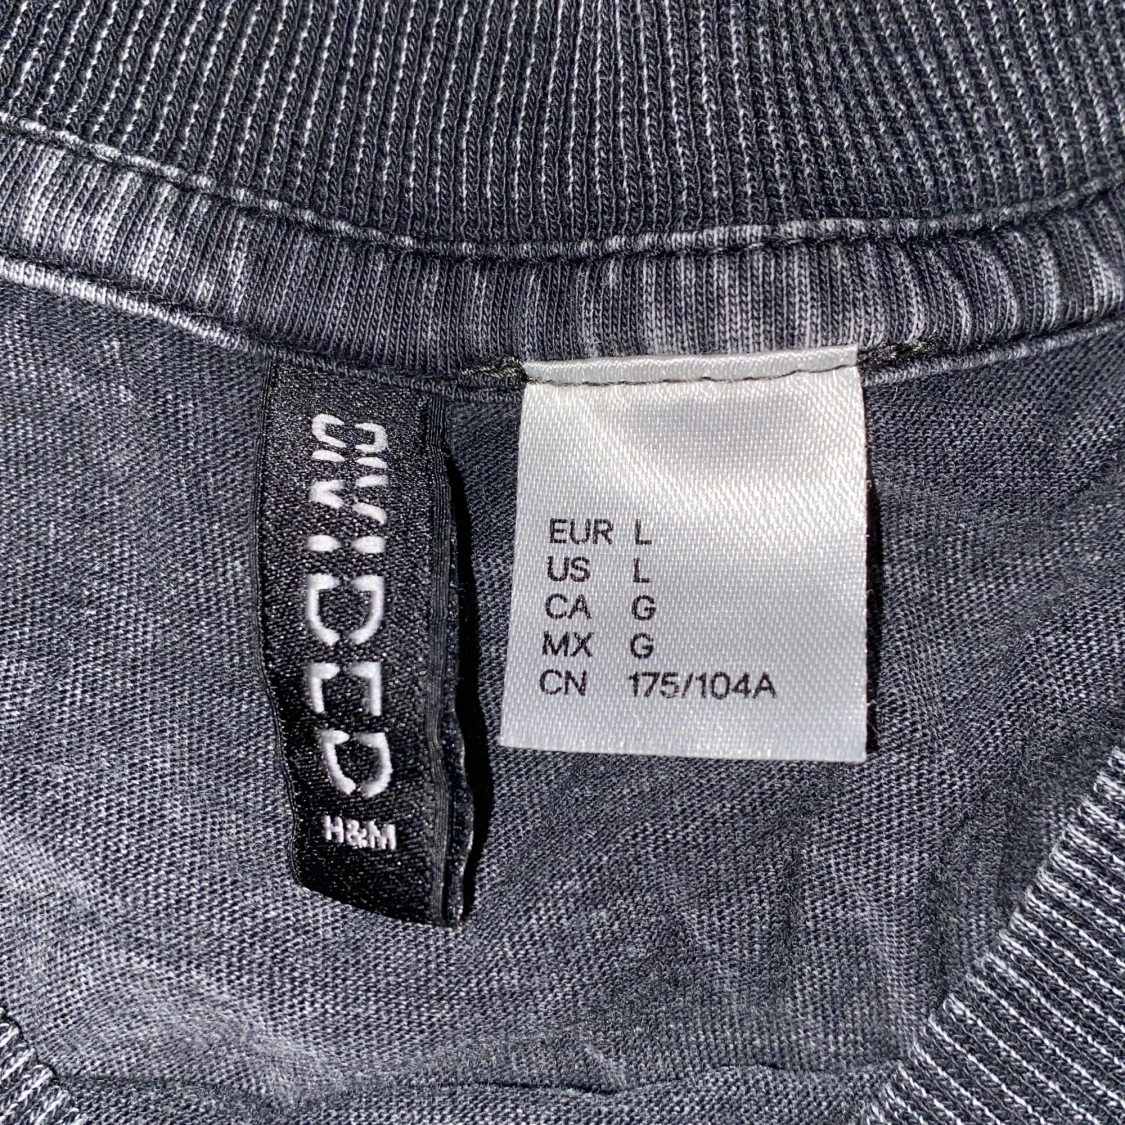 DIVIDED
H&M
EUR L
US L
CA G
MX G
CN 175/104A